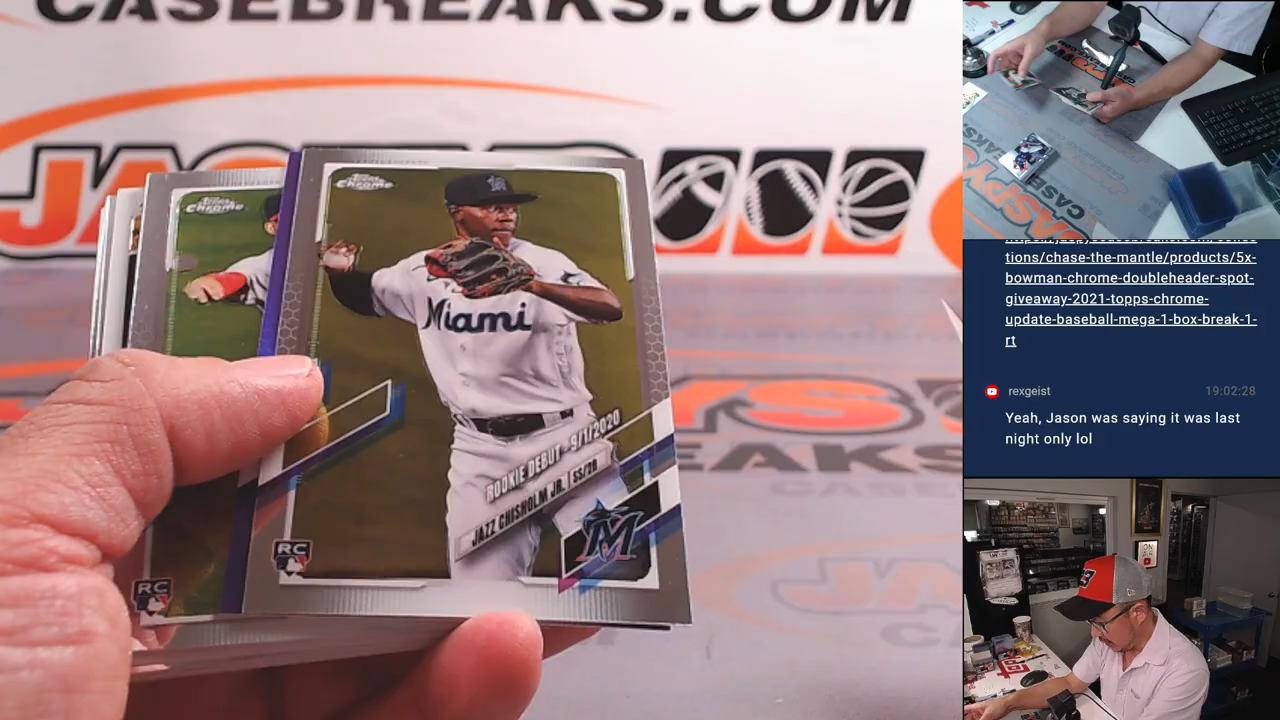 CASEBREAKS.COM
JASPYS
Topps Chrome
Topps Chrome
Miami
ROOKIE DEBUT - 9/1/2020
JAZZ CHISHOLM JR. | SS/2B
M
RC
RC
tions/chase-the-mantle/products/5x-
bowman-chrome-doubleheader-spot-
giveaway-2021-topps-chrome-
update-baseball-mega-1-box-break-1-
rt
rexgeist 19:02:28
Yeah, Jason was saying it was last
night only lol